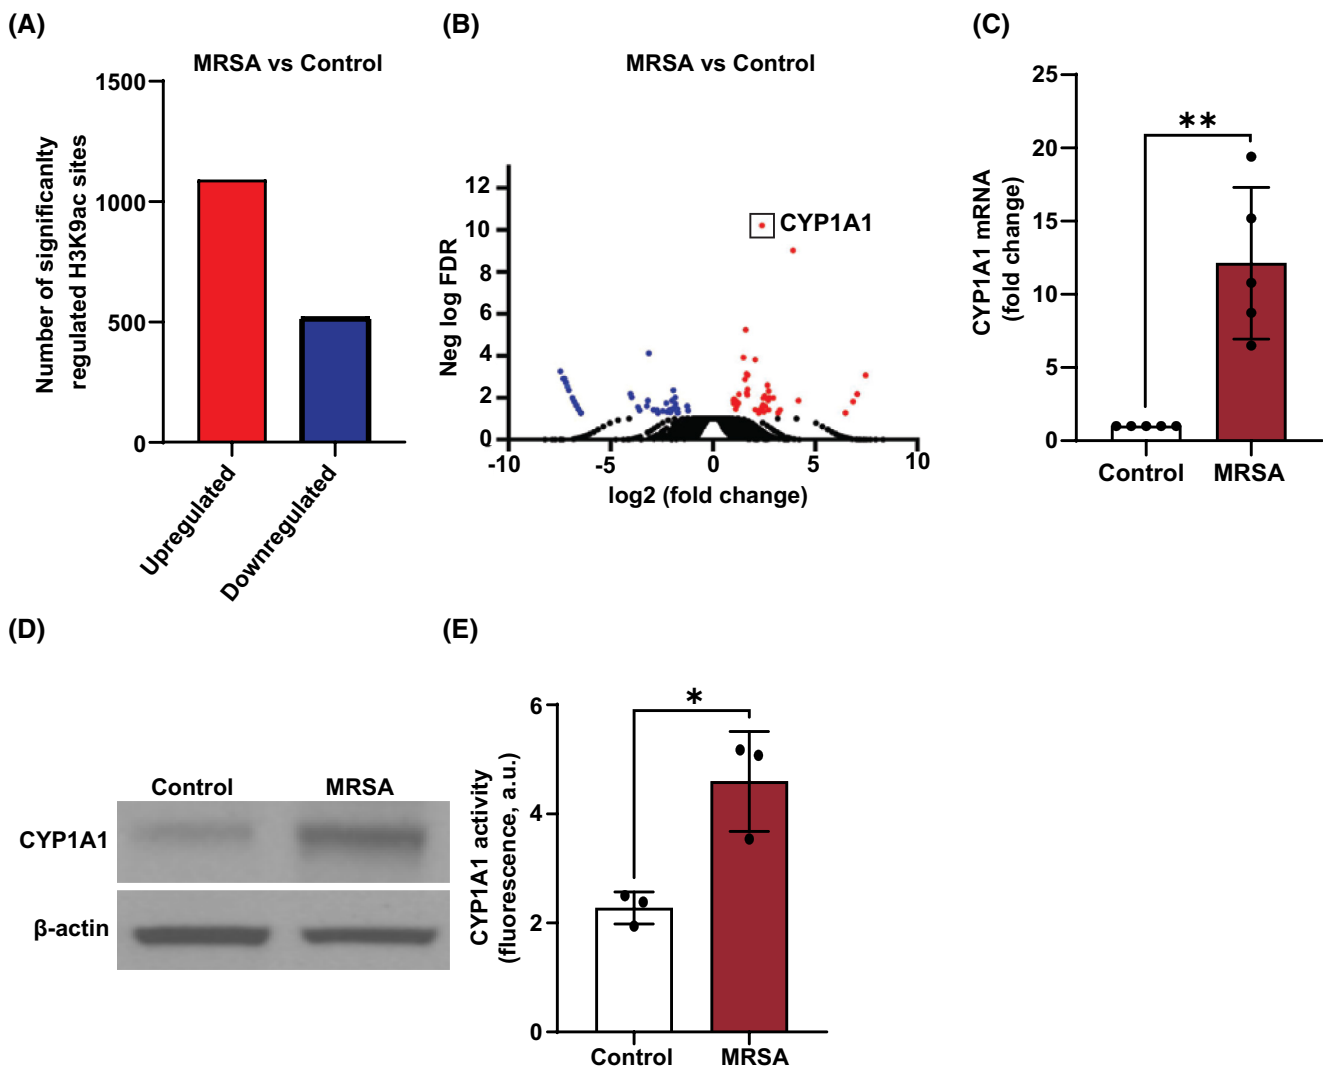 (A)
MRSA vs Control
Number of significanlty
regulated H3K9ac sites
1500
1000
500
0
Upregulated
Downregulated
(B)
MRSA vs Control
Neg log FDR
12
10
8
6
4
2
0
CYP1A1
-10
-5
0
5
10
log2 (fold change)
(C)
CYP1A1 mRNA
(fold change)
25
20
15
10
5
0
**
Control
MRSA
(D)
Control
MRSA
CYP1A1
β-actin
(E)
CYP1A1 activity
(fluorescence, a.u.)
6
4
2
0
*
Control
MRSA